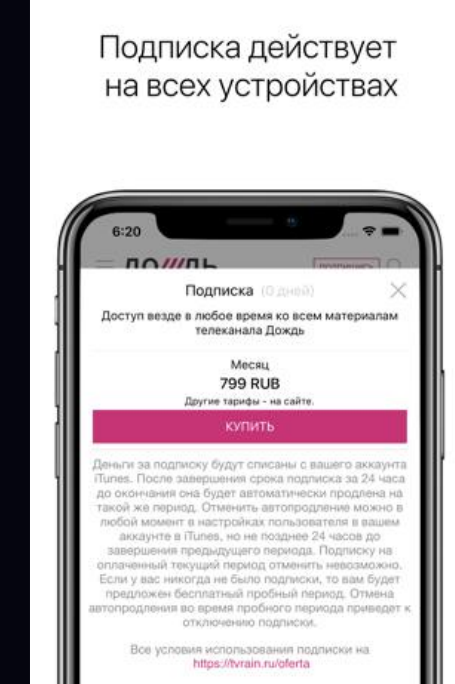 Подписка действует
на всех устройствах
6:20
ДО///ДЬ
Подписка (0 дней)
Доступ везде в любое время ко всем материалам
телеканала Дождь
Месяц
799 RUB
Другие тарифы - на сайте.
КУПИТЬ
Деньги за подписку будут списаны с вашего аккаунта
iTunes. После завершения срока подписка за 24 часа
до окончания она будет автоматически продлена на
такой же период. Отменить автопродление можно в
любой момент в настройках пользователя в вашем
аккаунте в iTunes, но не позднее 24 часов до
завершения предыдущего периода. Подписку на
оплаченный текущий период отменить невозможно.
Если у вас никогда не было подписки, то вам будет
предложен бесплатный пробный период. Отмена
автопродления во время пробного периода приведет к
отключению подписки.
Все условия использования подписки на
https://tvrain.ru/oferta